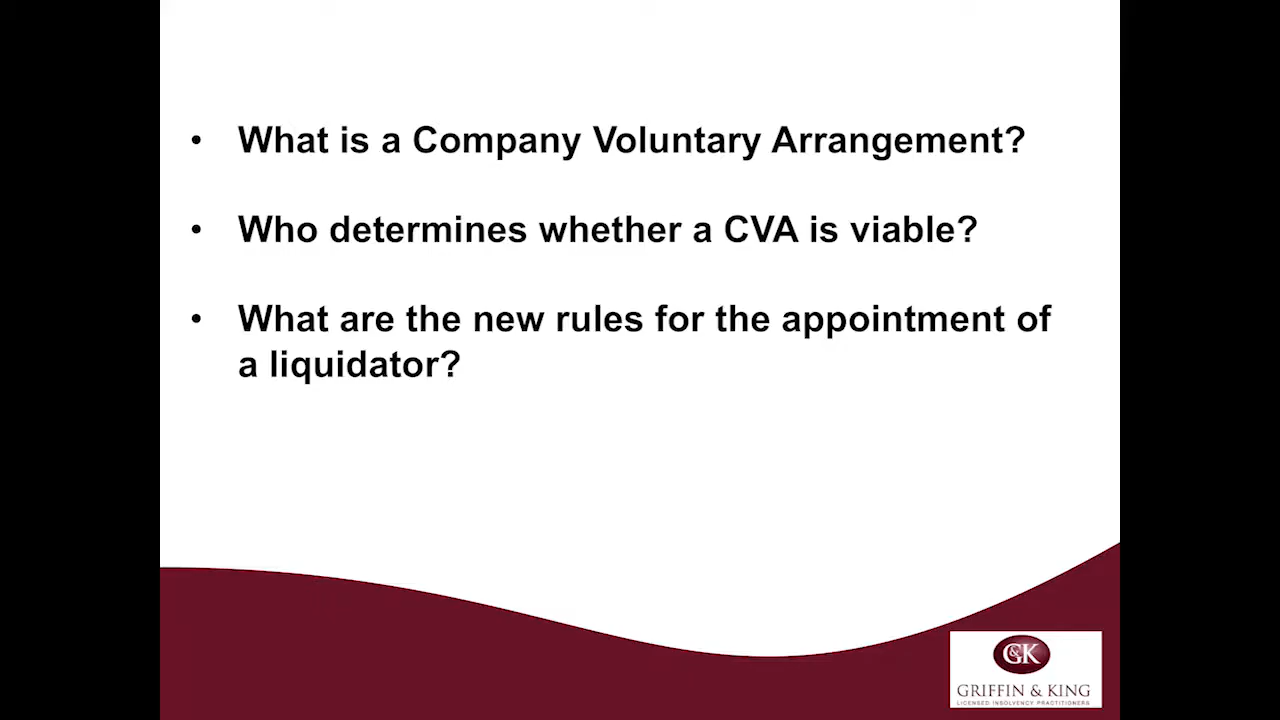 • What is a Company Voluntary Arrangement?
• Who determines whether a CVA is viable?
• What are the new rules for the appointment of
a liquidator?
G&K
GRIFFIN & KING
LICENSED INSOLVENCY PRACTITIONERS